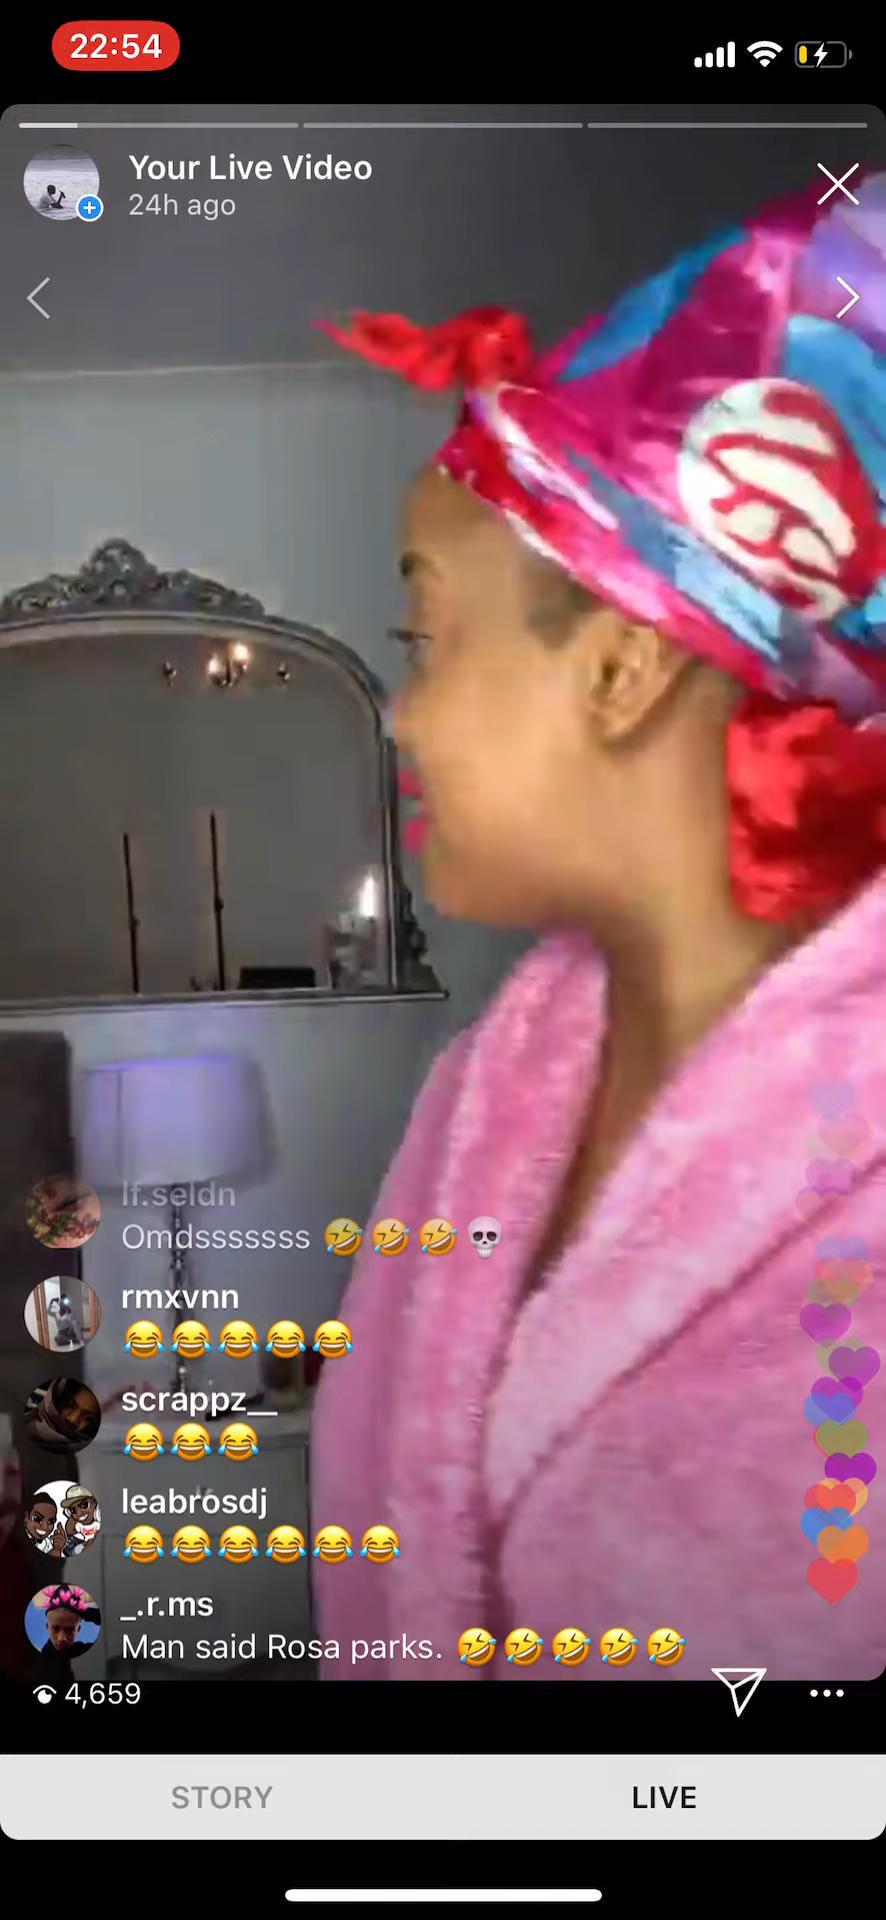 22:54
Your Live Video
24h ago
lf.seldn
Omdsssssss 🤣🤣🤣💀
rmxvnn
😂😂😂😂😂
scrappz__
😂😂😂
leabrosdj
😂😂😂😂😂😂
_.r.ms
Man said Rosa parks. 🤣🤣🤣🤣🤣
4,659
STORY
LIVE